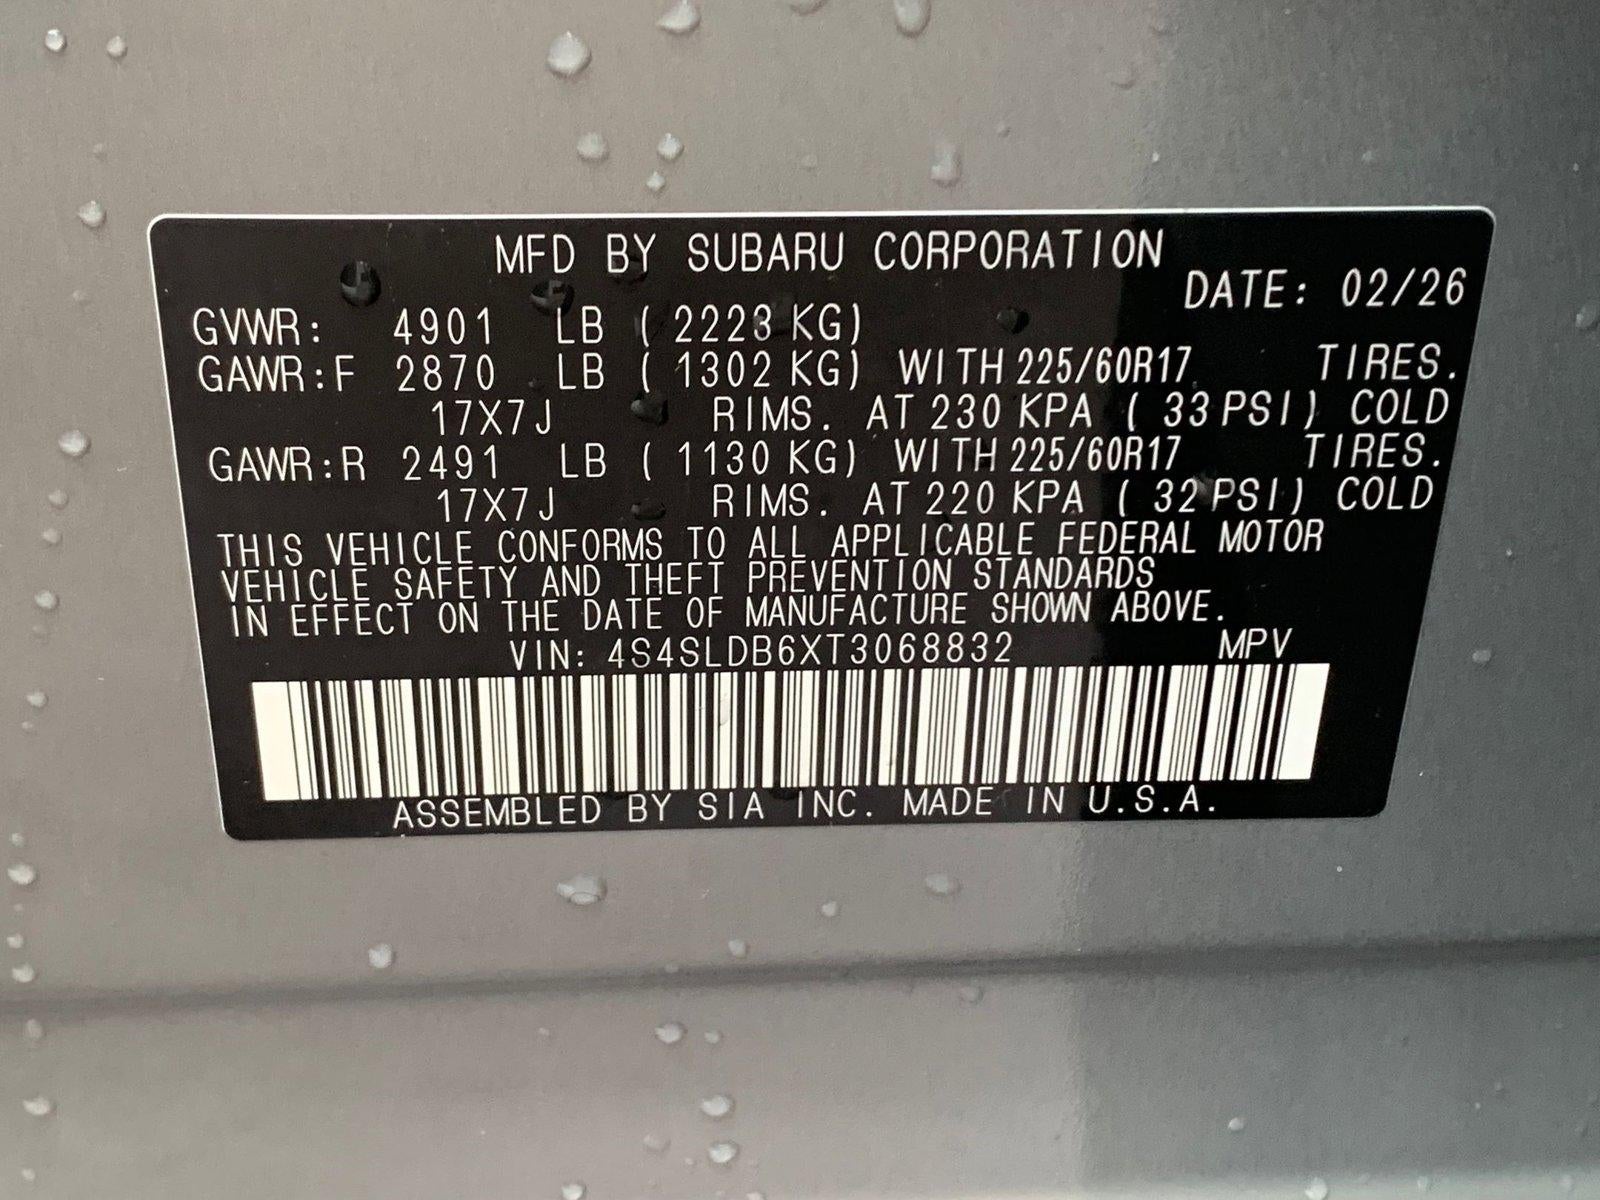 MFD BY SUBARU CORPORATION
DATE: 02/26
GVWR: 4901 LB ( 2223 KG)
GAWR:F 2870 LB ( 1302 KG) WITH 225/60R17 TIRES.
17X7J RIMS. AT 230 KPA ( 33 PSI) COLD
GAWR:R 2491 LB ( 1130 KG) WITH 225/60R17 TIRES.
17X7J RIMS. AT 220 KPA ( 32 PSI) COLD
THIS VEHICLE CONFORMS TO ALL APPLICABLE FEDERAL MOTOR
VEHICLE SAFETY AND THEFT PREVENTION STANDARDS
IN EFFECT ON THE DATE OF MANUFACTURE SHOWN ABOVE.
VIN: 4S4SLDB6XT3068832 MPV
ASSEMBLED BY SIA INC. MADE IN U.S.A.